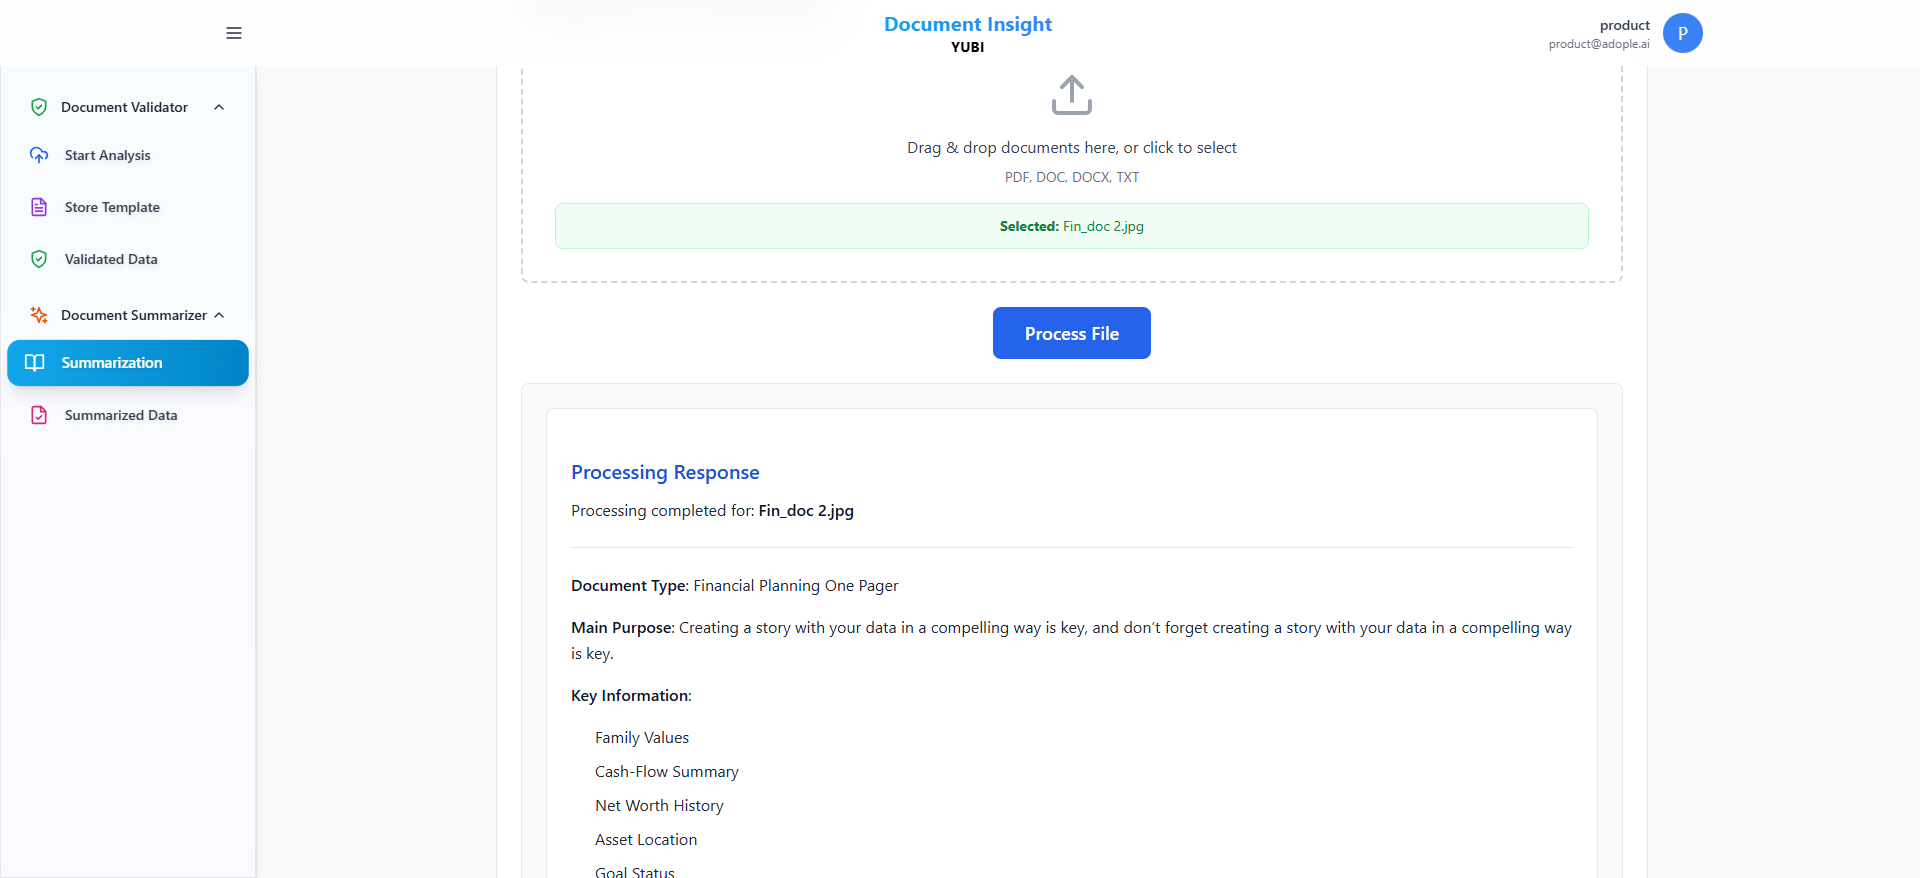 Document Insight
YUBI
product
product@adople.ai
P
Document Validator
Start Analysis
Store Template
Validated Data
Document Summarizer
Summarization
Summarized Data
Drag & drop documents here, or click to select
PDF, DOC, DOCX, TXT
Selected: Fin_doc 2.jpg
Process File
Processing Response
Processing completed for: Fin_doc 2.jpg
Document Type: Financial Planning One Pager
Main Purpose: Creating a story with your data in a compelling way is key, and don’t forget creating a story with your data in a compelling way
is key.
Key Information:
Family Values
Cash-Flow Summary
Net Worth History
Asset Location
Goal Status